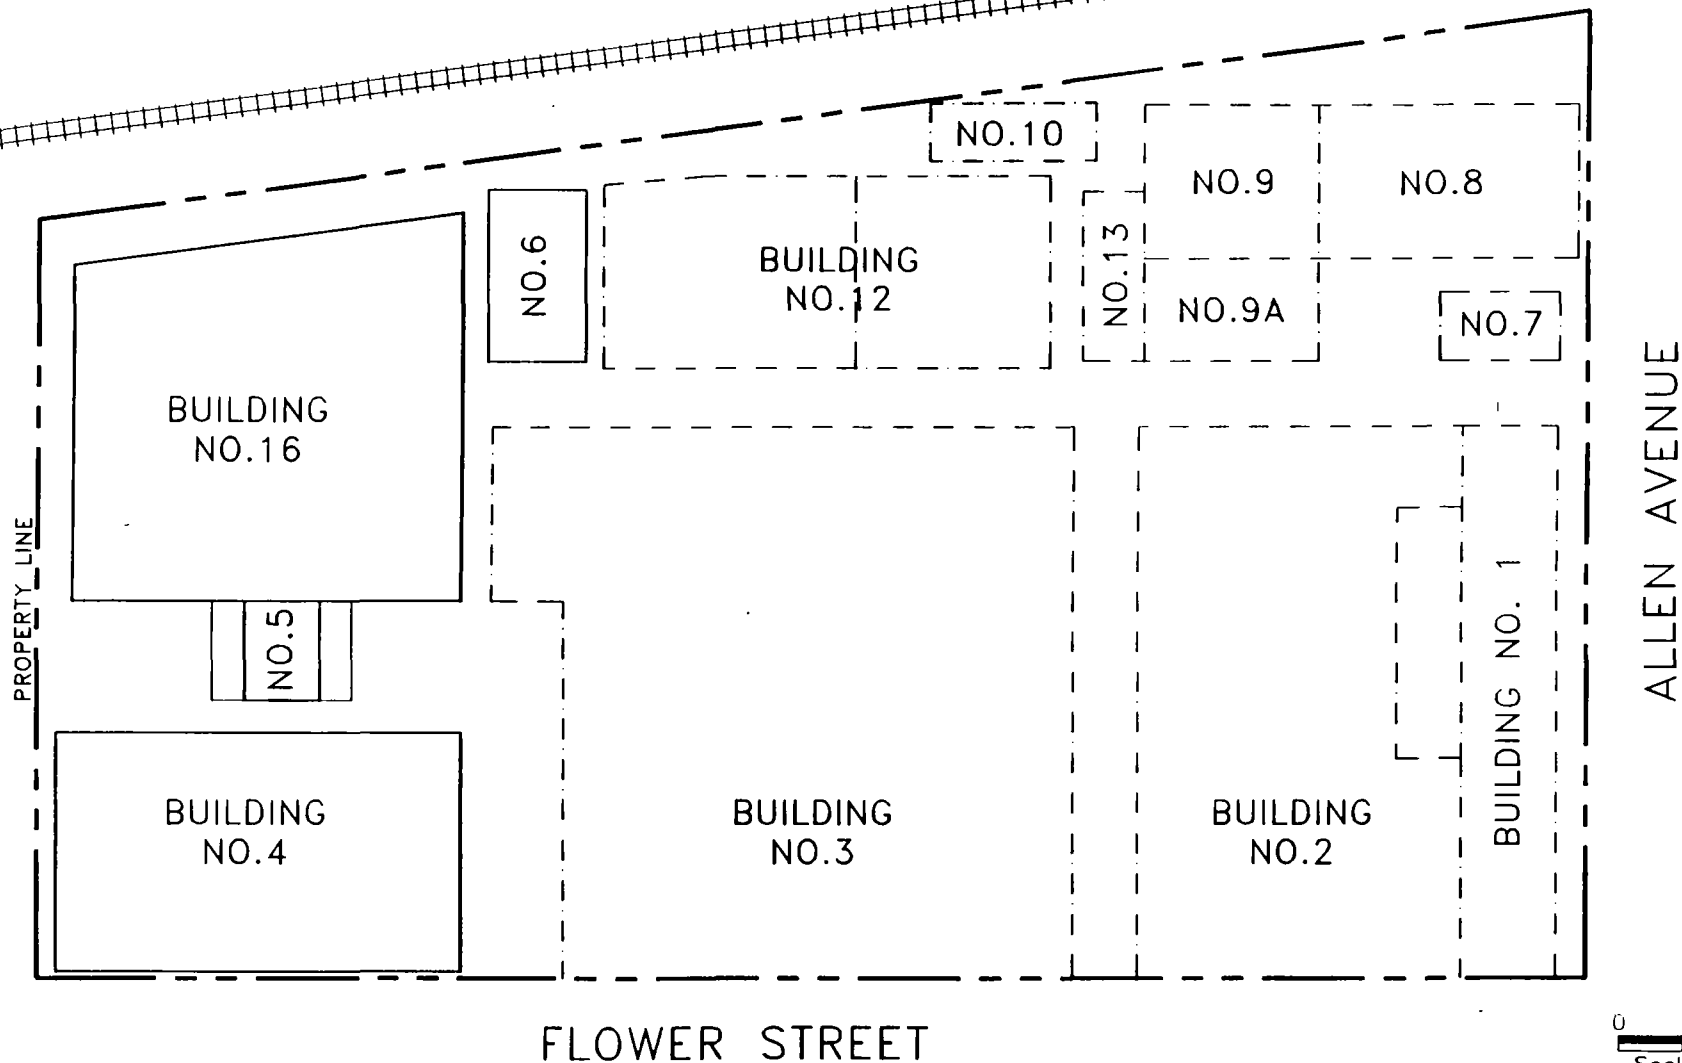 NO.10
NO.9
NO.8
NO.6
BUILDING
NO.12
NO.13
NO.9A
NO.7
BUILDING
NO.16
ALLEN AVENUE
PROPERTY LINE
NO.5
BUILDING NO. 1
BUILDING
NO.4
BUILDING
NO.3
BUILDING
NO.2
FLOWER STREET
0